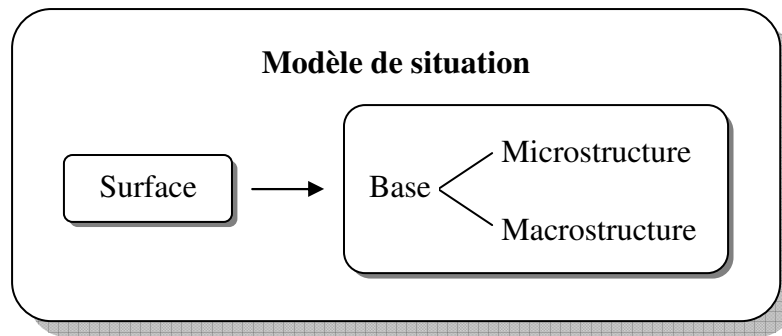 Modèle de situation
Microstructure
Surface
Base
Macrostructure